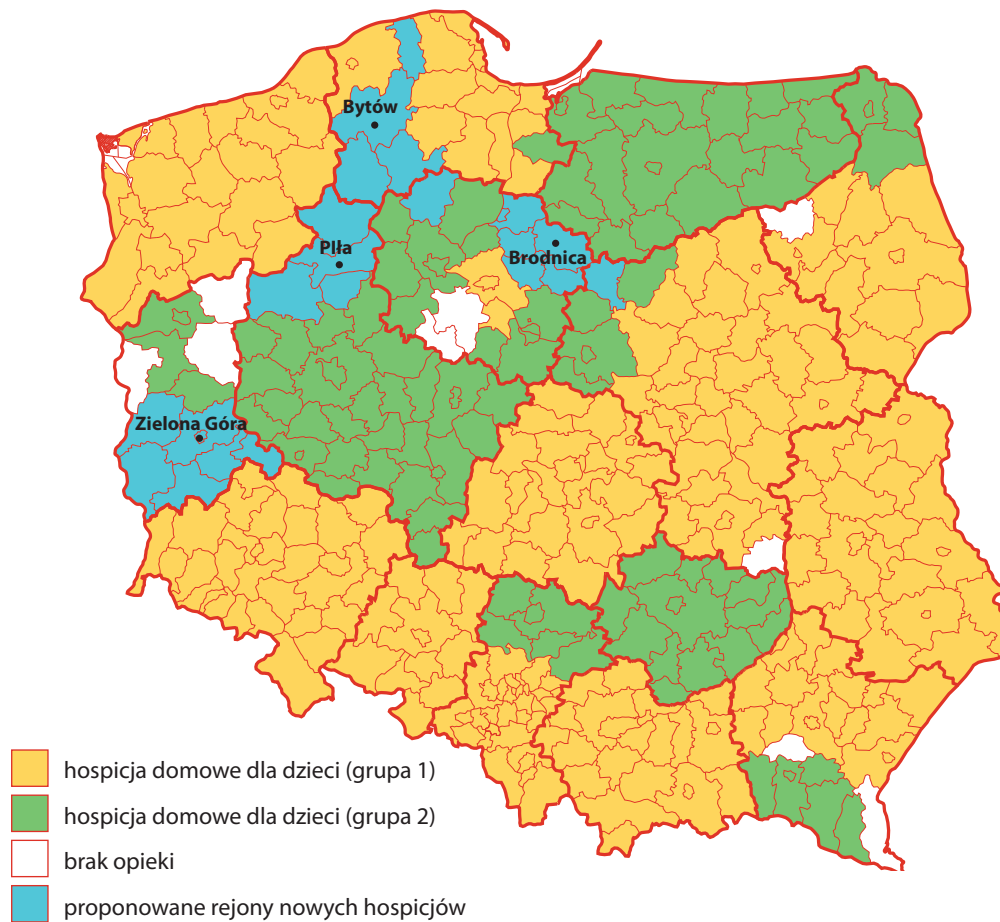 Bytów
Piła
Brodnica
Zielona Góra
hospicja domowe dla dzieci (grupa 1)
hospicja domowe dla dzieci (grupa 2)
brak opieki
proponowane rejony nowych hospicjów